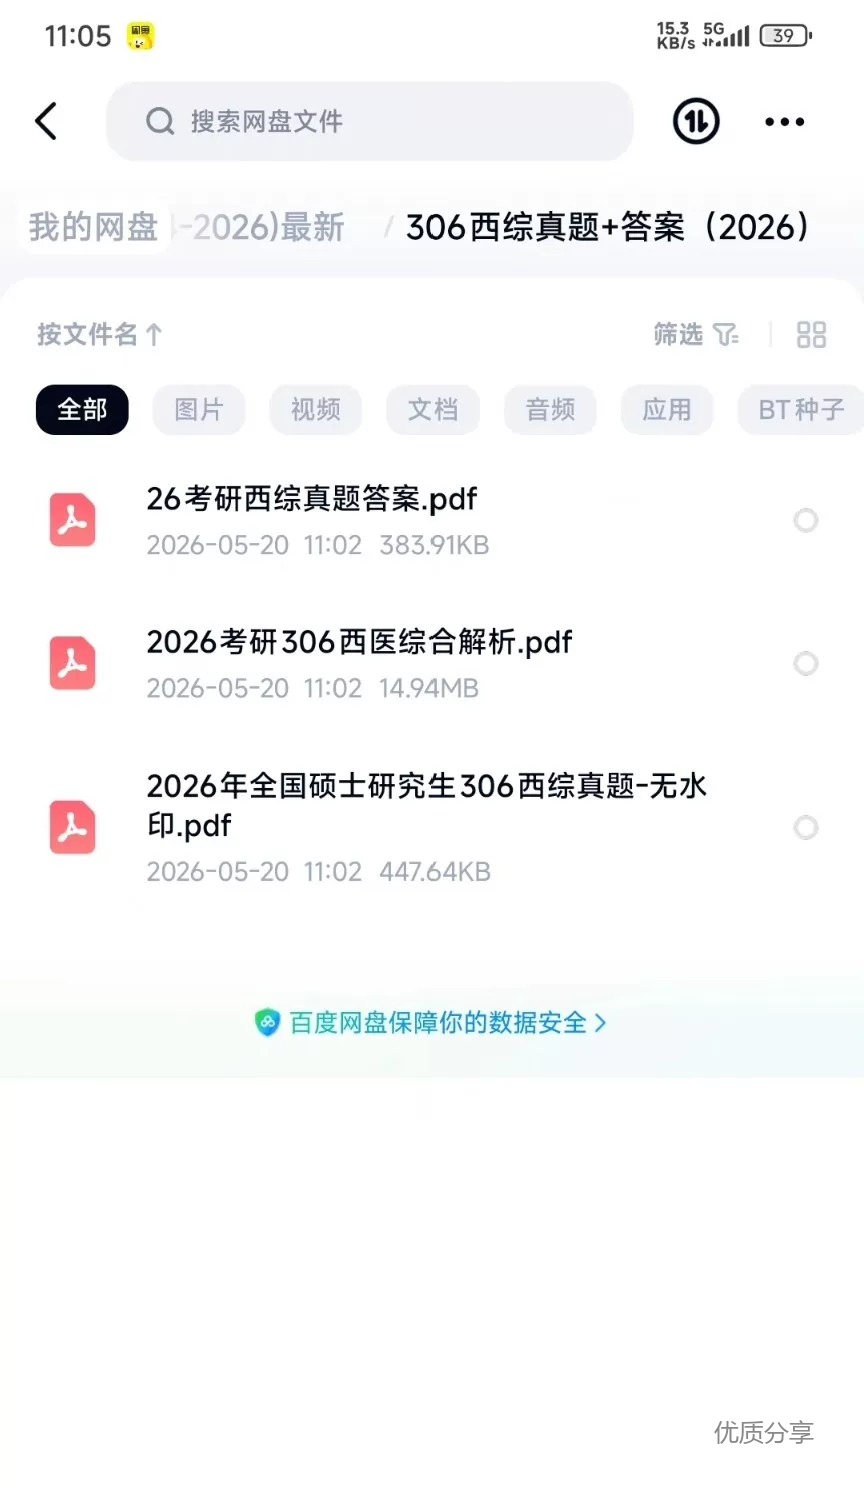 11:05
15.3 KB/s 5G 39
搜索网盘文件
我的网盘 -2026)最新 / 306西综真题+答案（2026）
按文件名↑ 筛选
全部 图片 视频 文档 音频 应用 BT种子
26考研西综真题答案.pdf
2026-05-20 11:02 383.91KB
2026考研306西医综合解析.pdf
2026-05-20 11:02 14.94MB
2026年全国硕士研究生306西综真题-无水
印.pdf
2026-05-20 11:02 447.64KB
百度网盘保障你的数据安全
优质分享